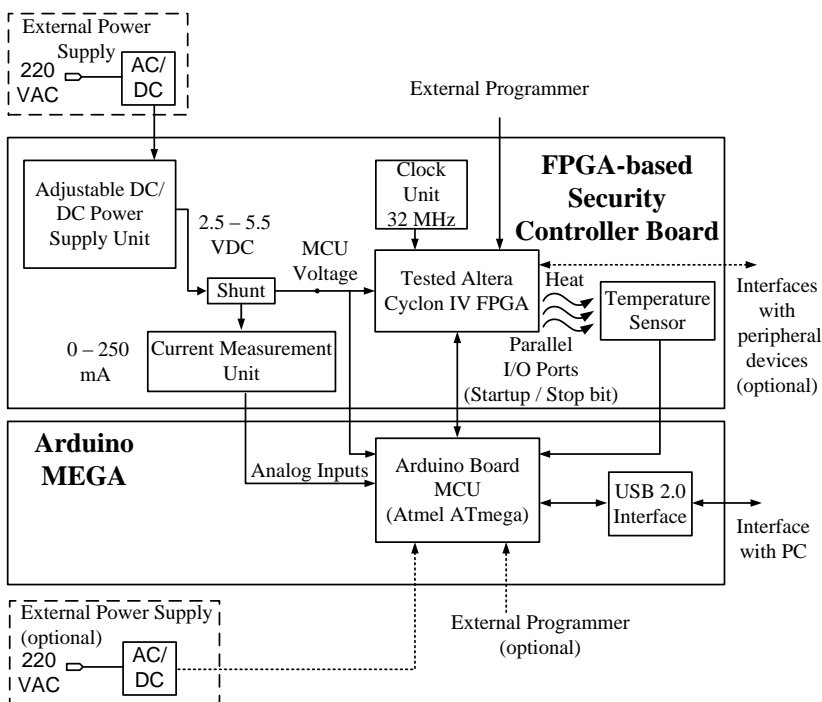 External Power
Supply
220
VAC
AC/
DC
External Programmer
FPGA-based
Security
Controller Board
Adjustable DC/
DC Power
Supply Unit
Clock
Unit
32 MHz
2.5 – 5.5
VDC
MCU
Voltage
Shunt
Tested Altera
Cyclon IV FPGA
Heat
Temperature
Sensor
Interfaces
with
peripheral
devices
(optional)
0 – 250
mA
Current Measurement
Unit
Parallel
I/O Ports
(Startup / Stop bit)
Arduino
MEGA
Analog Inputs
Arduino Board
MCU
(Atmel ATmega)
USB 2.0
Interface
Interface
with PC
External Power Supply
(optional)
220
VAC
AC/
DC
External Programmer
(optional)